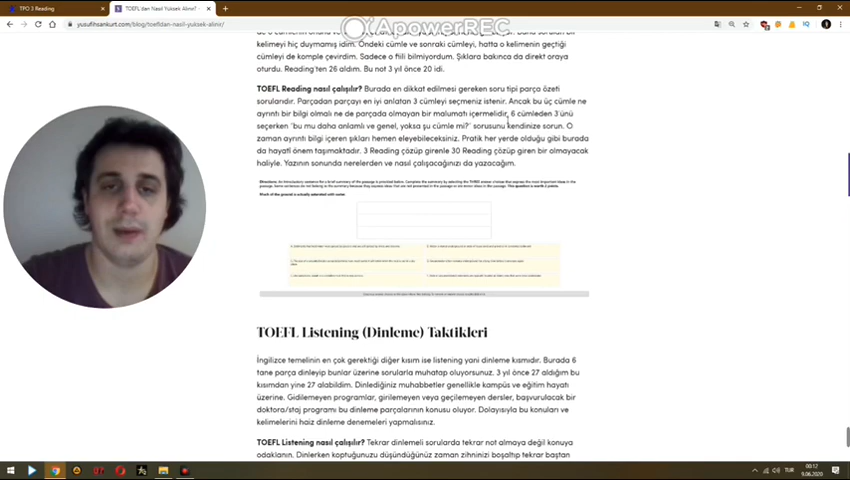 TPO 3 Reading
TOEFL'dan Nasıl Yüksek Alınır?
yusufihsankurt.com/blog/toefldan-nasil-yuksek-alinir/
ApowerREC
kelimeyi hiç duymamış idim. Öndeki cümle ve sonraki cümleyi, hatta o kelimenin geçtiği
cümleyi de komple çevirdim. Sadece o fiili bilmiyordum. Şıklara bakınca da direkt oraya
oturdu. Reading'ten 26 aldım. Bu not 3 yıl önce 20 idi.
TOEFL Reading nasıl çalışılır? Burada en dikkat edilmesi gereken soru tipi parça özeti
sorularıdır. Parçadan parçayı en iyi anlatan 3 cümleyi seçmeniz istenir. Ancak bu üç cümle ne
ayrıntı bir bilgi olmalı ne de parçada olmayan bir malumatı içermelidir. 6 cümleden 3'ünü
seçerken "bu mu daha anlamlı ve genel, yoksa şu cümle mi?" sorusunu kendinize sorun. O
zaman ayrıntı bilgi içeren şıkları hemen eleyebileceksiniz. Pratik her yerde olduğu gibi burada
da hayati önem taşımaktadır. 3 Reading çözüp girenle 30 Reading çözüp giren bir olmayacak
haliyle. Yazının sonunda nerelerden ve nasıl çalışacağınızı da yazacağım.
TOEFL Listening (Dinleme) Taktikleri
İngilizce temelinin en çok gerektiği diğer kısım ise listening yani dinleme kısmıdır. Burada 6
tane parça dinleyip bunlar üzerine sorularla muhatap oluyorsunuz. 3 yıl önce 27 aldığım bu
kısımdan yine 27 alabildim. Dinlediğiniz muhabbetler genellikle kampüs ve eğitim hayatı
üzerine. Gidilemeyen programlar, girilemeyen veya geçilemeyen dersler, başvurulacak bir
doktora/staj programı bu dinleme parçalarının konusu oluyor. Dolayısıyla bu konuları ve
kelimelerini haiz dinleme denemeleri yapmalısınız.
TOEFL Listening nasıl çalışılır? Tekrar dinlemeli sorularda tekrar not almaya değil konuya
odaklanın. Dinlerken koptuğunuzu düşündüğünüz zaman zihninizi boşaltıp tekrar baştan
TUR
00:12
9.06.2020